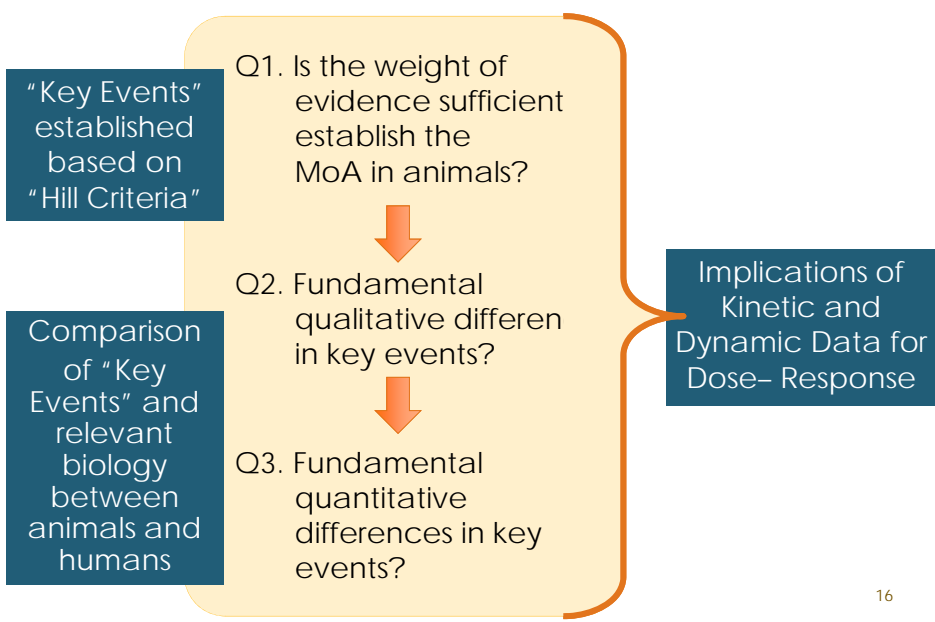 “Key Events”
established
based on
“Hill Criteria”
Q1. Is the weight of
evidence sufficient
establish the
MoA in animals?
Q2. Fundamental
qualitative differen
in key events?
Comparison
of “Key
Events” and
relevant
biology
between
animals and
humans
Q3. Fundamental
quantitative
differences in key
events?
Implications of
Kinetic and
Dynamic Data for
Dose– Response
16